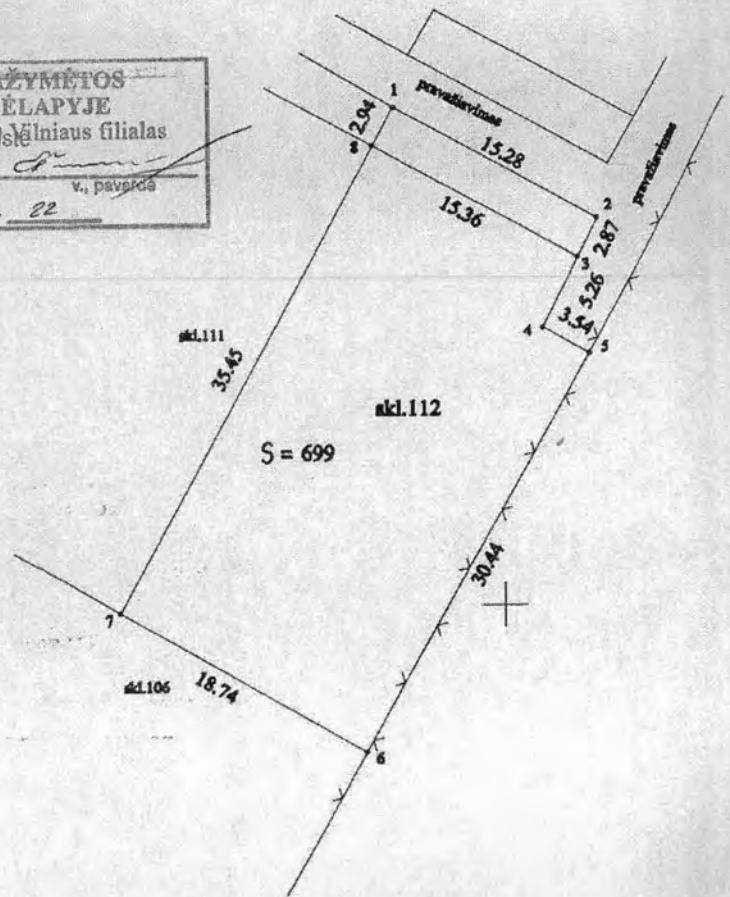 AŽYMĖTOS
ĖLAPYJE
Vilniaus filialas
v., pavardė
22
pravažiavimas
pravažiavimas
1
2.94
8
15.28
15.36
2
2.87
3
5.26
3.54
4
5
skl.111
35.45
skl.112
S = 699
30.44
7
skl.106
18.74
6